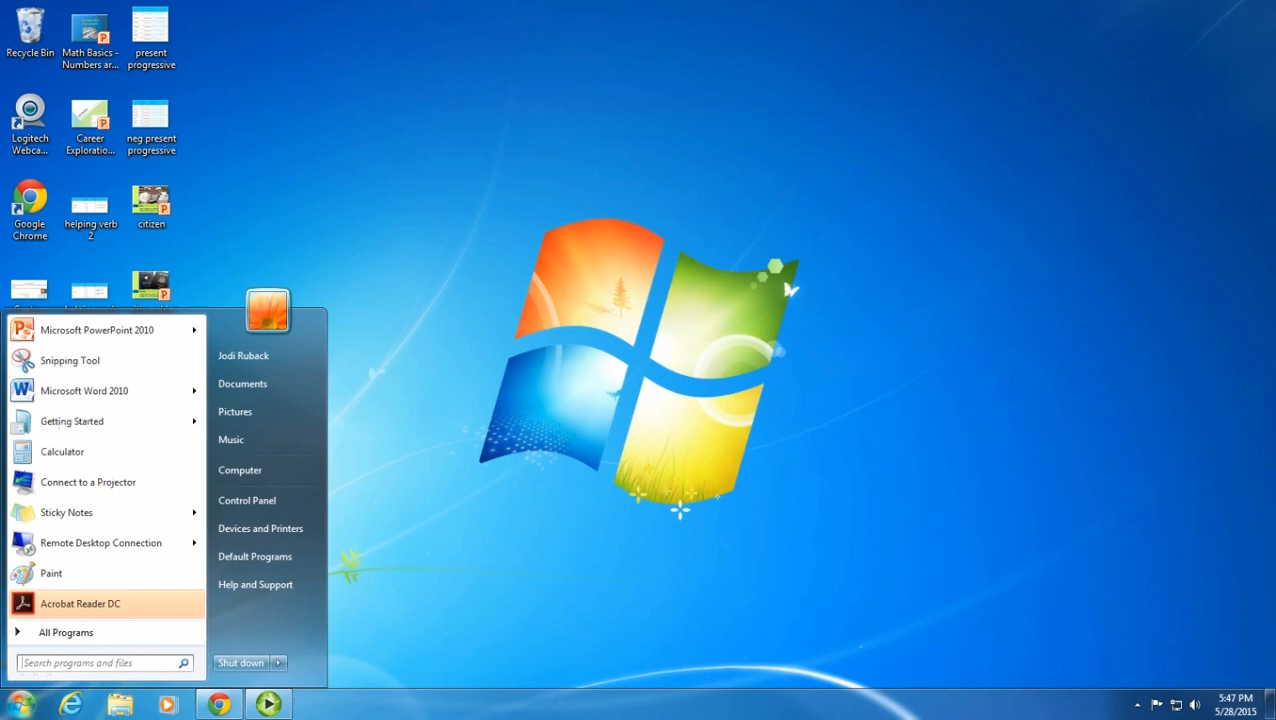 Recycle Bin
Math Basics -
Numbers ar...
present
progressive
Logitech
Webca...
Career
Exploratio...
neg present
progressive
Google
Chrome
helping verb
2
citizen
Microsoft PowerPoint 2010
Snipping Tool
Microsoft Word 2010
Getting Started
Calculator
Connect to a Projector
Sticky Notes
Remote Desktop Connection
Paint
Acrobat Reader DC
All Programs
Search programs and files
Jodi Ruback
Documents
Pictures
Music
Computer
Control Panel
Devices and Printers
Default Programs
Help and Support
Shut down
5:47 PM
5/28/2015